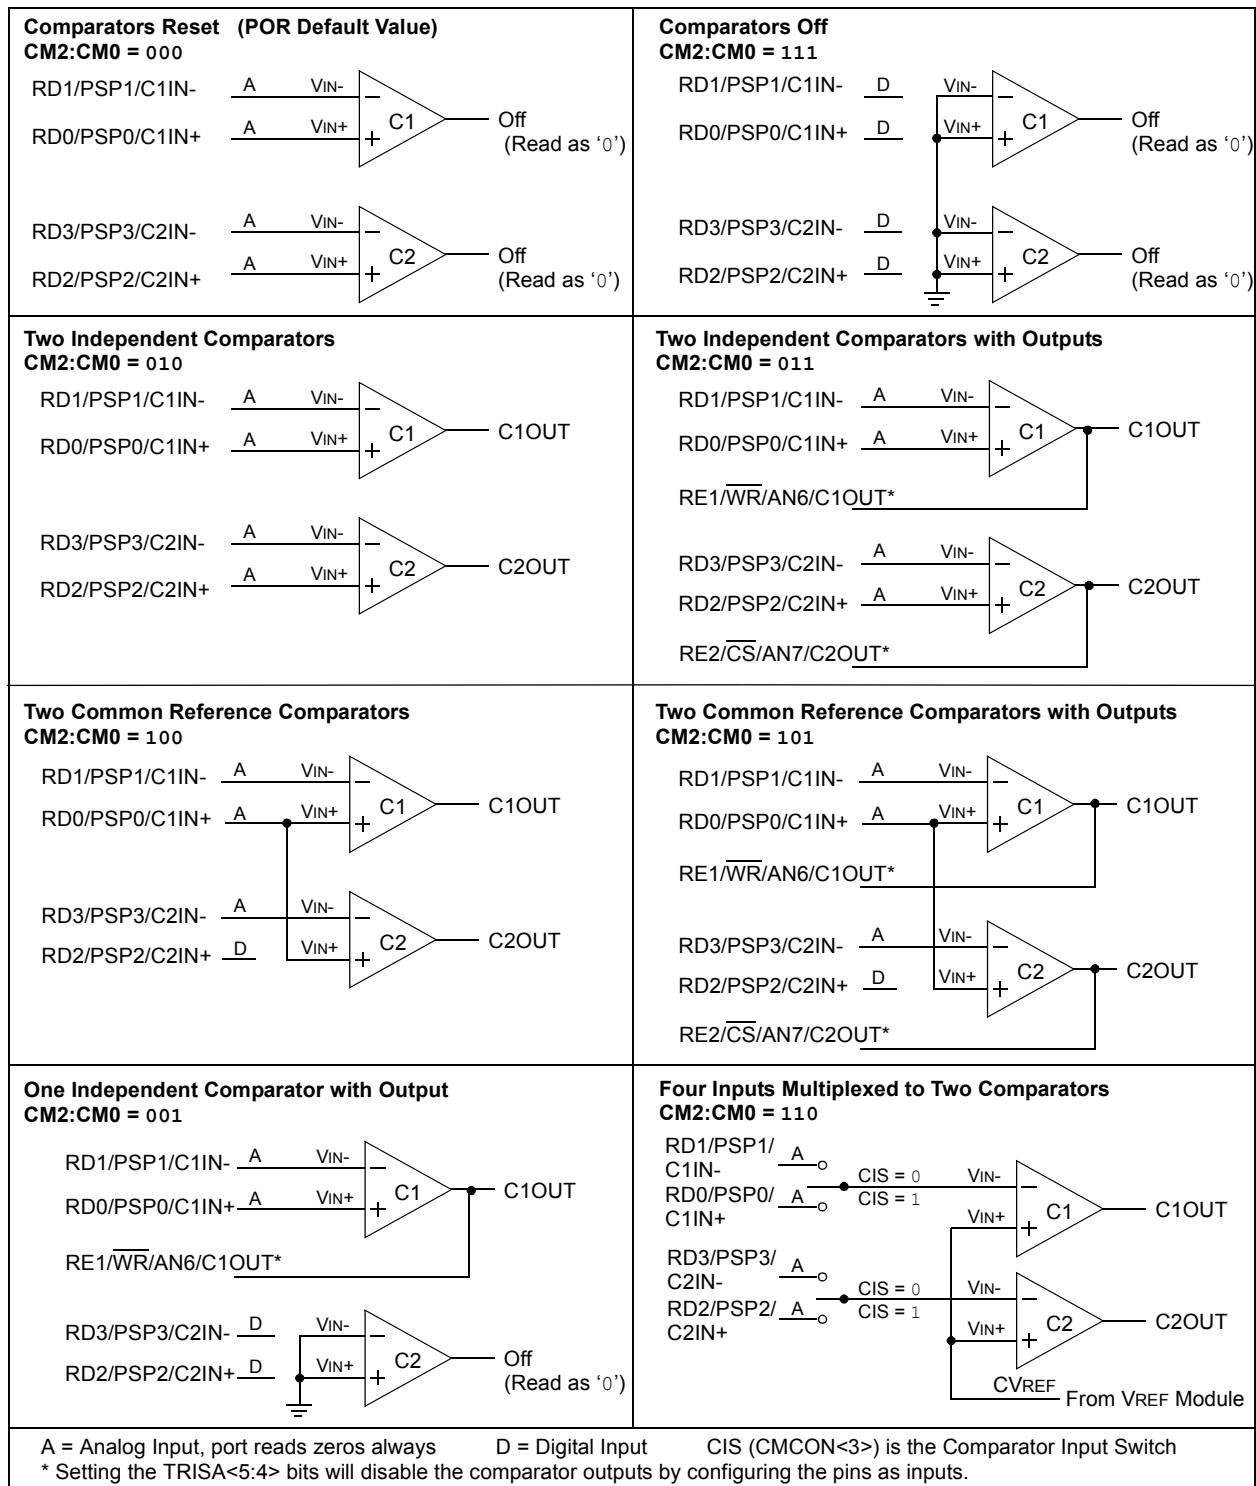 Comparators Reset (POR Default Value)
CM2:CM0 = 000
RD1/PSP1/C1IN- A VIN-
RD0/PSP0/C1IN+ A VIN+
C1
Off
(Read as ‘0’)
RD3/PSP3/C2IN- A VIN-
RD2/PSP2/C2IN+ A VIN+
C2
Off
(Read as ‘0’)
Comparators Off
CM2:CM0 = 111
RD1/PSP1/C1IN- D VIN-
RD0/PSP0/C1IN+ D VIN+
C1
Off
(Read as ‘0’)
RD3/PSP3/C2IN- D VIN-
RD2/PSP2/C2IN+ D VIN+
C2
Off
(Read as ‘0’)
Two Independent Comparators
CM2:CM0 = 010
RD1/PSP1/C1IN- A VIN-
RD0/PSP0/C1IN+ A VIN+
C1
C1OUT
RD3/PSP3/C2IN- A VIN-
RD2/PSP2/C2IN+ A VIN+
C2
C2OUT
Two Independent Comparators with Outputs
CM2:CM0 = 011
RD1/PSP1/C1IN- A VIN-
RD0/PSP0/C1IN+ A VIN+
C1
C1OUT
RE1/WR/AN6/C1OUT*
RD3/PSP3/C2IN- A VIN-
RD2/PSP2/C2IN+ A VIN+
C2
C2OUT
RE2/CS/AN7/C2OUT*
Two Common Reference Comparators
CM2:CM0 = 100
RD1/PSP1/C1IN- A VIN-
RD0/PSP0/C1IN+ A VIN+
C1
C1OUT
RD3/PSP3/C2IN- A VIN-
RD2/PSP2/C2IN+ D VIN+
C2
C2OUT
Two Common Reference Comparators with Outputs
CM2:CM0 = 101
RD1/PSP1/C1IN- A VIN-
RD0/PSP0/C1IN+ A VIN+
C1
C1OUT
RE1/WR/AN6/C1OUT*
RD3/PSP3/C2IN- A VIN-
RD2/PSP2/C2IN+ D VIN+
C2
C2OUT
RE2/CS/AN7/C2OUT*
One Independent Comparator with Output
CM2:CM0 = 001
RD1/PSP1/C1IN- A VIN-
RD0/PSP0/C1IN+ A VIN+
C1
C1OUT
RE1/WR/AN6/C1OUT*
RD3/PSP3/C2IN- D VIN-
RD2/PSP2/C2IN+ D VIN+
C2
Off
(Read as ‘0’)
Four Inputs Multiplexed to Two Comparators
CM2:CM0 = 110
RD1/PSP1/
C1IN-
A
RD0/PSP0/
C1IN+
A
CIS = 0
CIS = 1
VIN-
VIN+
C1
C1OUT
RD3/PSP3/
C2IN-
A
RD2/PSP2/
C2IN+
A
CIS = 0
CIS = 1
VIN-
VIN+
C2
C2OUT
CVREF
From VREF Module
A = Analog Input, port reads zeros always D = Digital Input CIS (CMCON<3>) is the Comparator Input Switch
* Setting the TRISA<5:4> bits will disable the comparator outputs by configuring the pins as inputs.